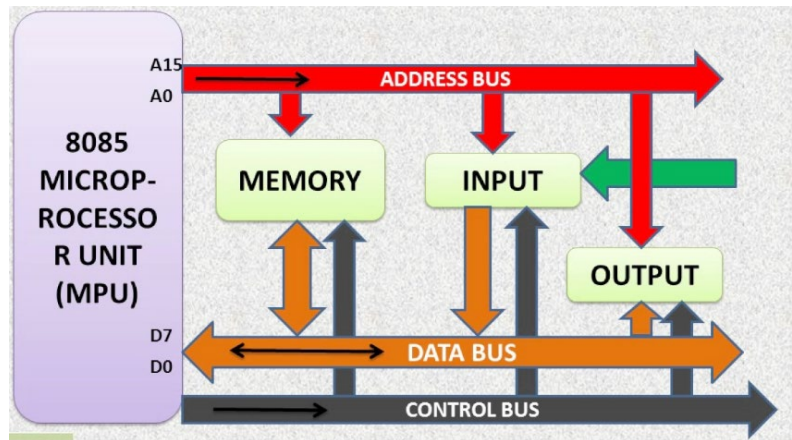 A15
ADDRESS BUS
A0
8085
MICROP-
ROCESSO
R UNIT
(MPU)
MEMORY
INPUT
OUTPUT
D7
DATA BUS
D0
CONTROL BUS